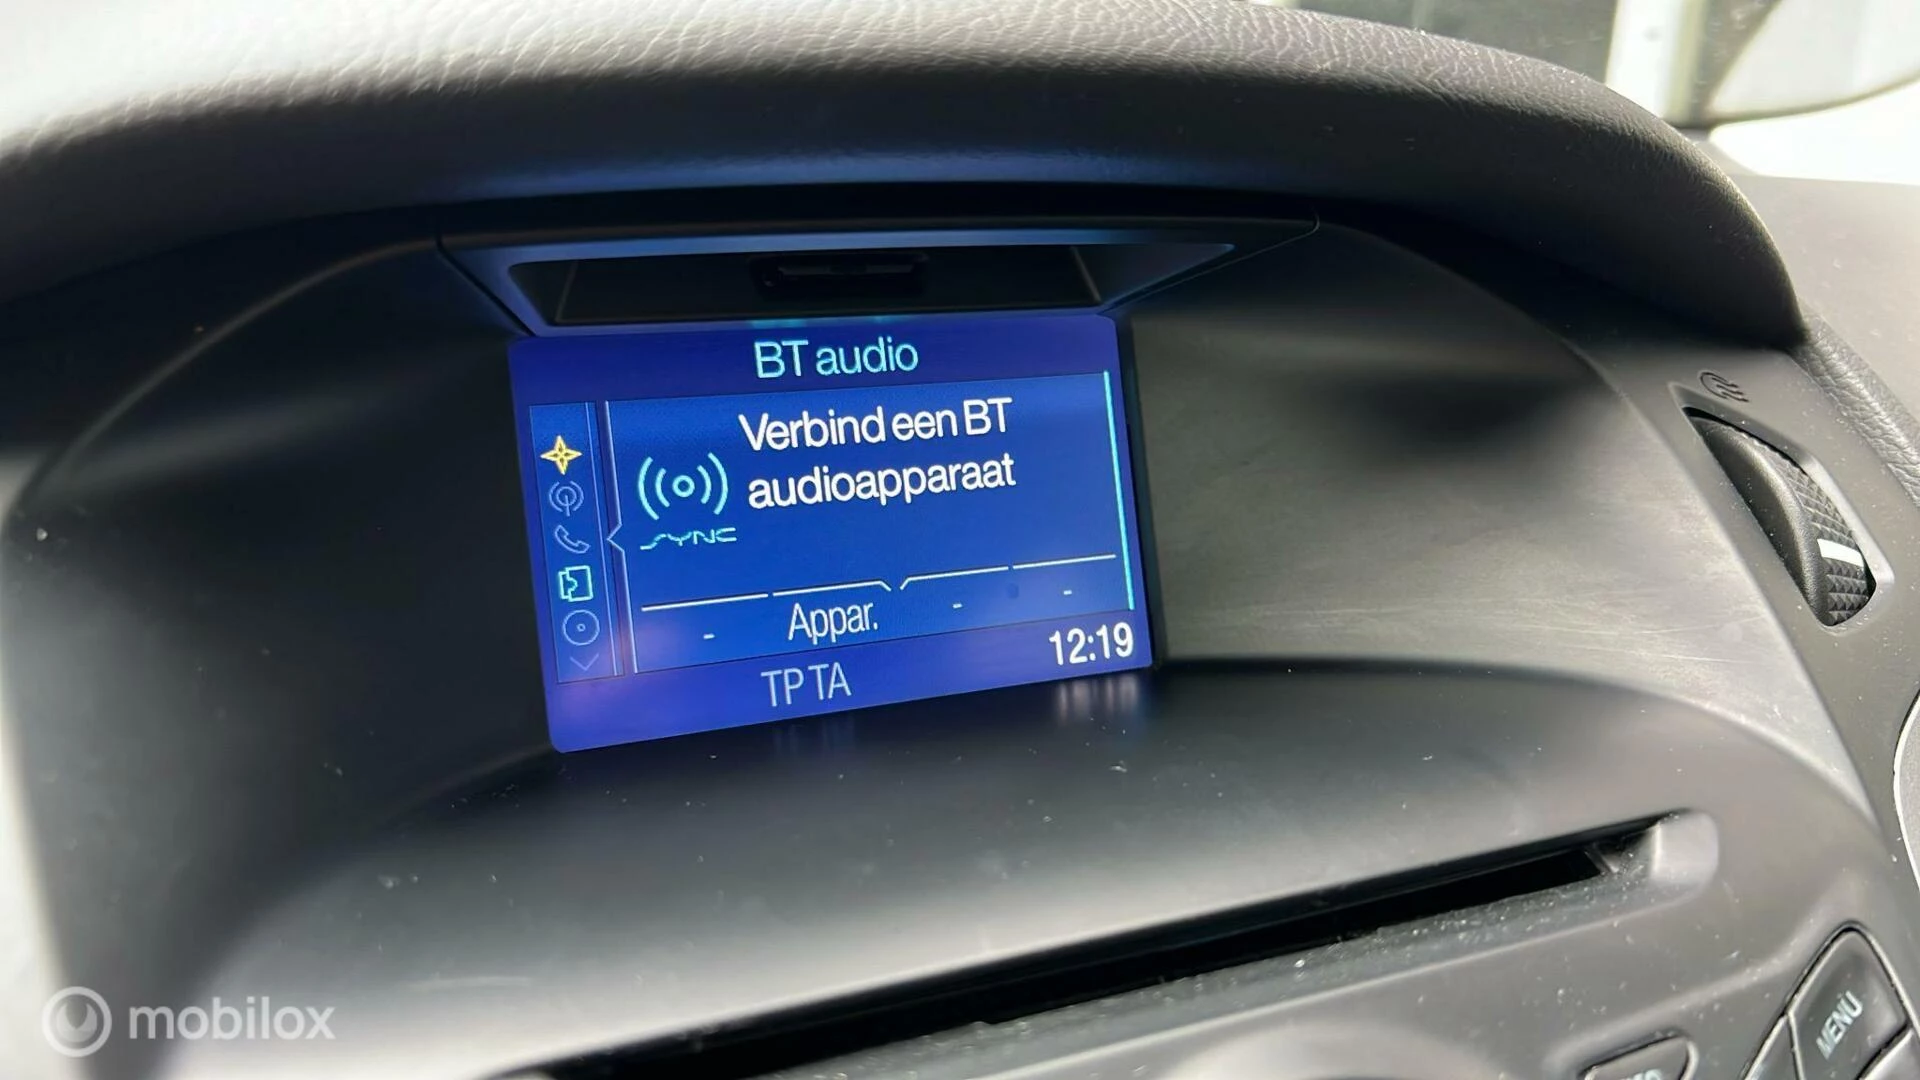 BT audio
Verbind een BT
audioapparaat
SYNC
- Appar. - -
12:19
TP TA
MENU
mobilox